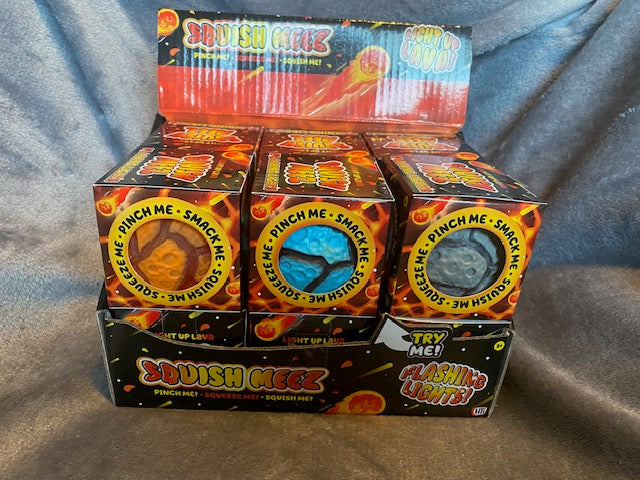 SQUISH MEEZ
PINCH ME! • SQUEEZE ME! • SQUISH ME!
LIGHT UP
LAVA!
PINCH ME • SMACK ME • SQUISH ME • SQUEEZE ME •
PINCH ME • SMACK ME • SQUISH ME • SQUEEZE ME •
PINCH ME • SMACK ME • SQUISH ME • SQUEEZE ME •
LIGHT UP LAVA
LIGHT UP LAVA
TRY
ME!
SQUISH MEEZ
PINCH ME! • SQUEEZE ME! • SQUISH ME!
FLASHING
LIGHTS!
3+